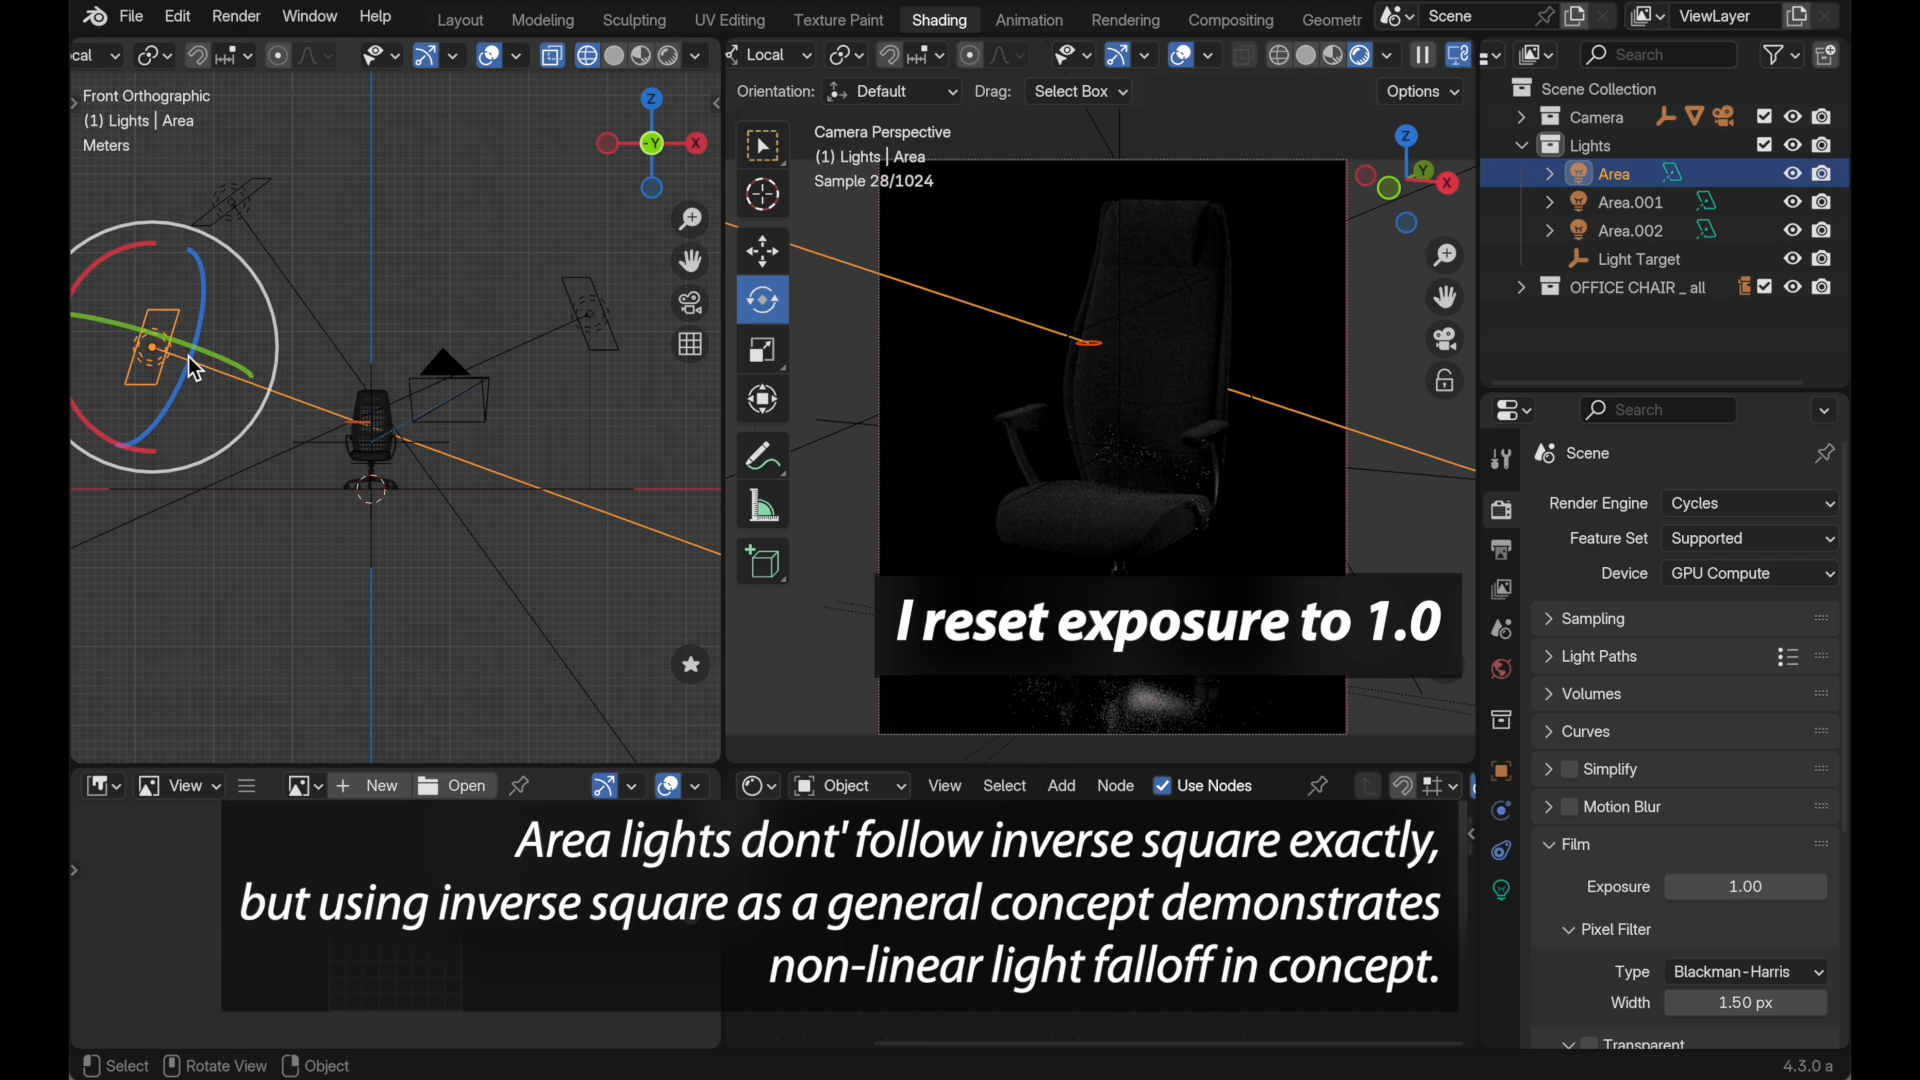 File Edit Render Window Help
Layout Modeling Sculpting UV Editing Texture Paint Shading Animation Rendering Compositing Geometr
Scene
ViewLayer
cal
Local
Search
Orientation: Default Drag: Select Box Options
Front Orthographic
(1) Lights | Area
Meters
Z
-Y
X
Camera Perspective
(1) Lights | Area
Sample 28/1024
Z
Y
X
Scene Collection
Camera
Lights
Area
Area.001
Area.002
Light Target
OFFICE CHAIR _ all
Search
Scene
Render Engine Cycles
Feature Set Supported
Device GPU Compute
Sampling
Light Paths
Volumes
Curves
Simplify
Motion Blur
Film
Exposure 1.00
Pixel Filter
Type Blackman-Harris
Width 1.50 px
Transparent
I reset exposure to 1.0
View New Open
Object View Select Add Node Use Nodes
Area lights dont' follow inverse square exactly,
but using inverse square as a general concept demonstrates
non-linear light falloff in concept.
Select Rotate View Object
4.3.0 a